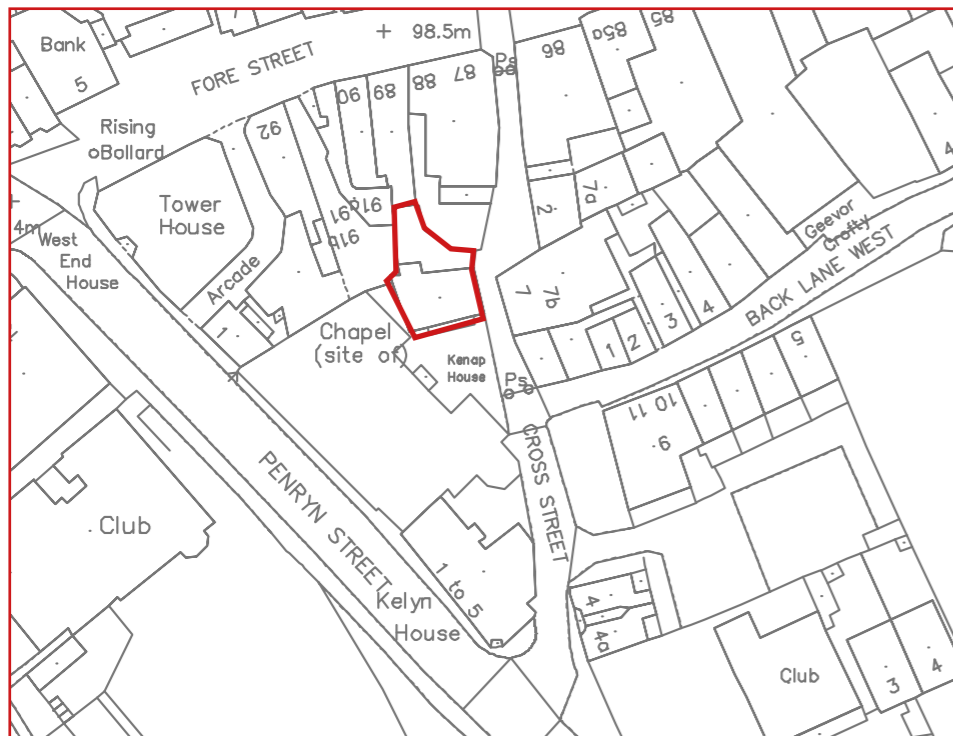 Bank
5
FORE STREET
98.5m
Rising
Bollard
Tower
House
4m
West
End
House
Arcade
1
92
90
89
88
87
91
91a
91b
Ps
86
85a
85
4
2
7a
7
7b
1
2
3
4
Geevor
Crofty
BACK LANE WEST
5
Chapel
(site of)
Kenap
House
Ps
10 11
9
CROSS STREET
PENRYN STREET
Club
1 to 5
Kelyn
House
4
4a
Club
3
4